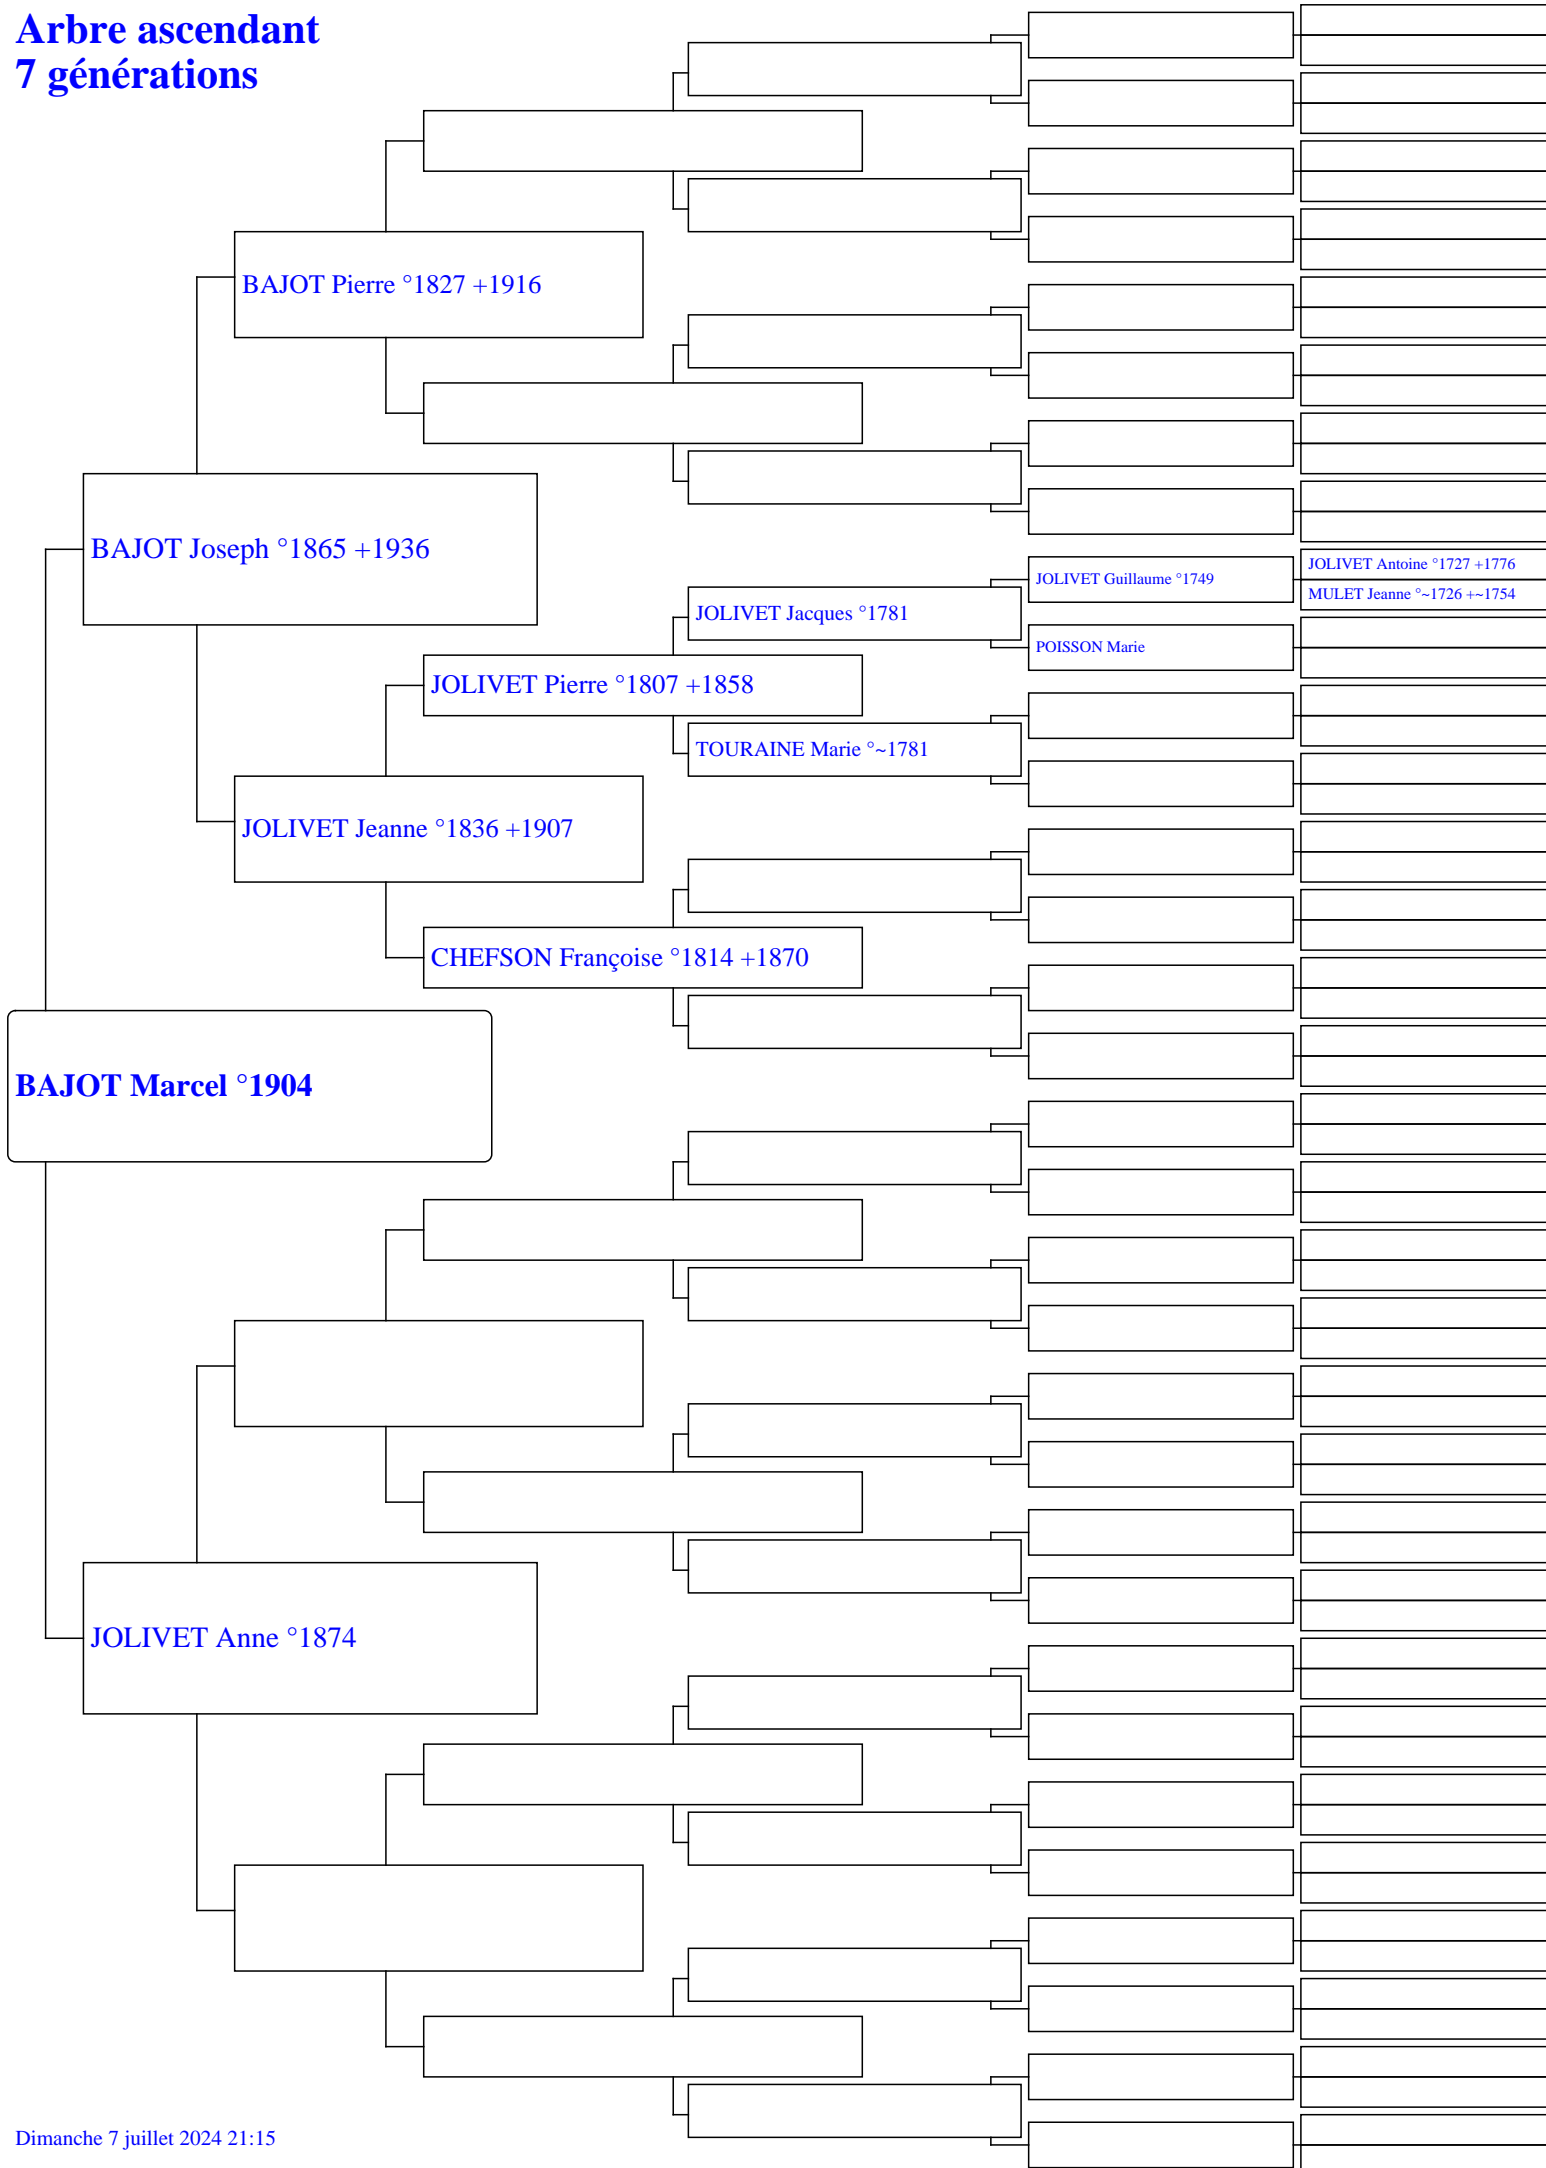 Arbre ascendant
7 générations
BAJOT Pierre °1827 +1916
BAJOT Joseph °1865 +1936
JOLIVET Antoine °1727 +1776
JOLIVET Guillaume °1749
MULET Jeanne °~1726 +~1754
JOLIVET Jacques °1781
POISSON Marie
JOLIVET Pierre °1807 +1858
TOURAINE Marie °~1781
JOLIVET Jeanne °1836 +1907
CHEFSON Françoise °1814 +1870
BAJOT Marcel °1904
JOLIVET Anne °1874
Dimanche 7 juillet 2024 21:15